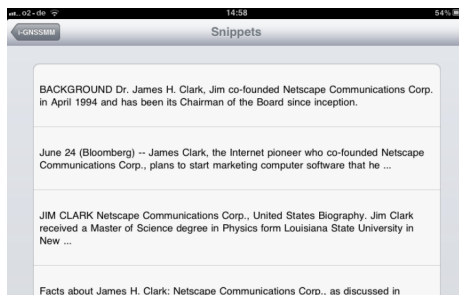 o2-de 14:58 54%
i-GNSSMM Snippets
BACKGROUND Dr. James H. Clark, Jim co-founded Netscape Communications Corp.
in April 1994 and has been its Chairman of the Board since inception.
June 24 (Bloomberg) -- James Clark, the Internet pioneer who co-founded Netscape
Communications Corp., plans to start marketing computer software that he ...
JIM CLARK Netscape Communications Corp., United States Biography. Jim Clark
received a Master of Science degree in Physics form Louisiana State University in
New ...
Facts about James H. Clark: Netscape Communications Corp., as discussed in